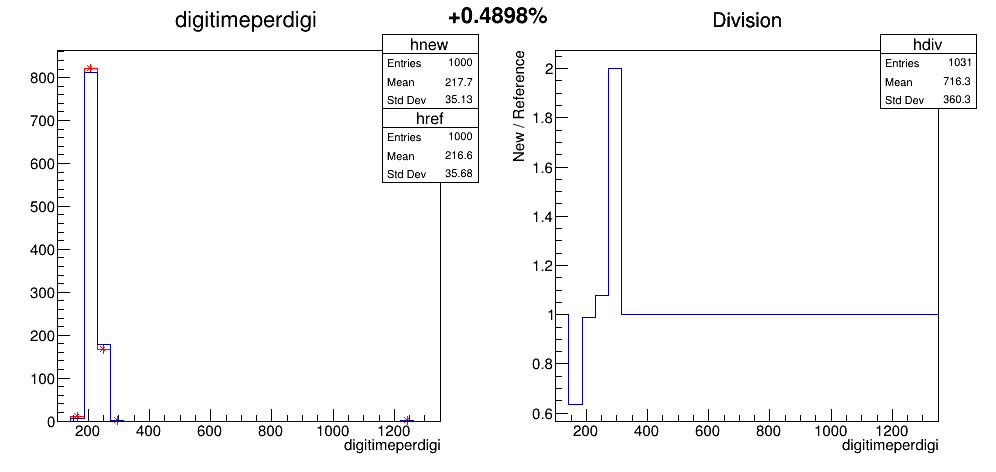 digitimeperdigi
+0.4898%
Division
hnew
Entries 1000
Mean 217.7
Std Dev 35.13
href
Entries 1000
Mean 216.6
Std Dev 35.68
800
700
600
500
400
300
200
100
0
200 400 600 800 1000 1200
digitimeperdigi
hdiv
Entries 1031
Mean 716.3
Std Dev 360.3
New / Reference
2
1.8
1.6
1.4
1.2
1
0.8
0.6
200 400 600 800 1000 1200
digitimeperdigi